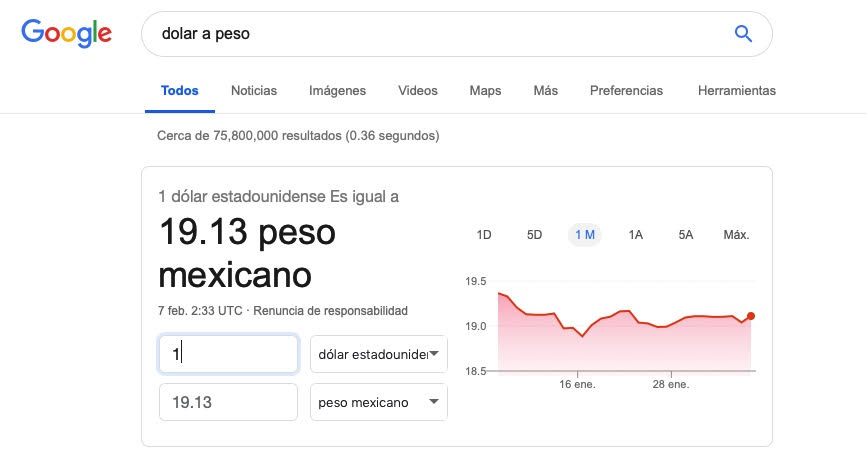 Google
dolar a peso
Todos Noticias Imágenes Videos Maps Más Preferencias Herramientas
Cerca de 75,800,000 resultados (0.36 segundos)
1 dólar estadounidense Es igual a
19.13 peso
mexicano
7 feb. 2:33 UTC · Renuncia de responsabilidad
1 dólar estadounider
19.13 peso mexicano
1D 5D 1 M 1A 5A Máx.
19.5
19.0
18.5
16 ene. 28 ene.